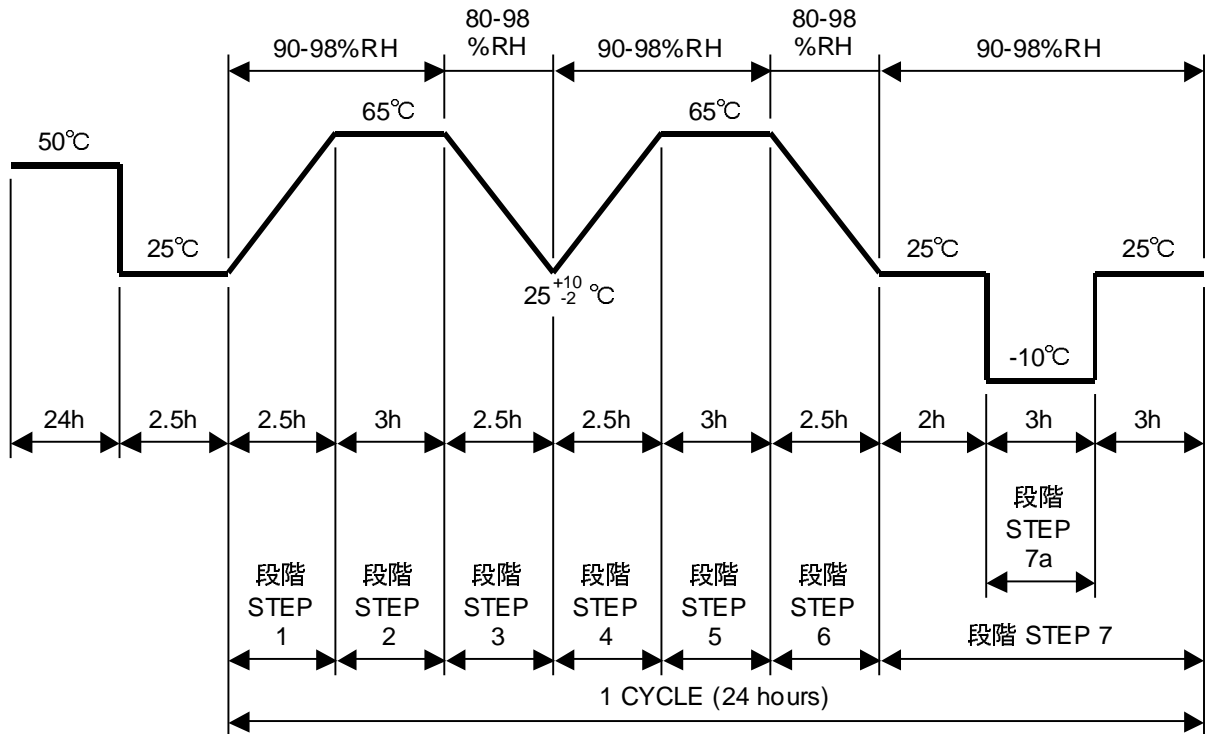 80-98
%RH
80-98
%RH
90-98%RH
90-98%RH
90-98%RH
65℃
65℃
50℃
25℃
25℃
25℃
25 +10 -2 ℃
-10℃
24h
2.5h
2.5h
3h
2.5h
2.5h
3h
2.5h
2h
3h
3h
段階
STEP
7a
段階
STEP
1
段階
STEP
2
段階
STEP
3
段階
STEP
4
段階
STEP
5
段階
STEP
6
段階 STEP 7
1 CYCLE (24 hours)